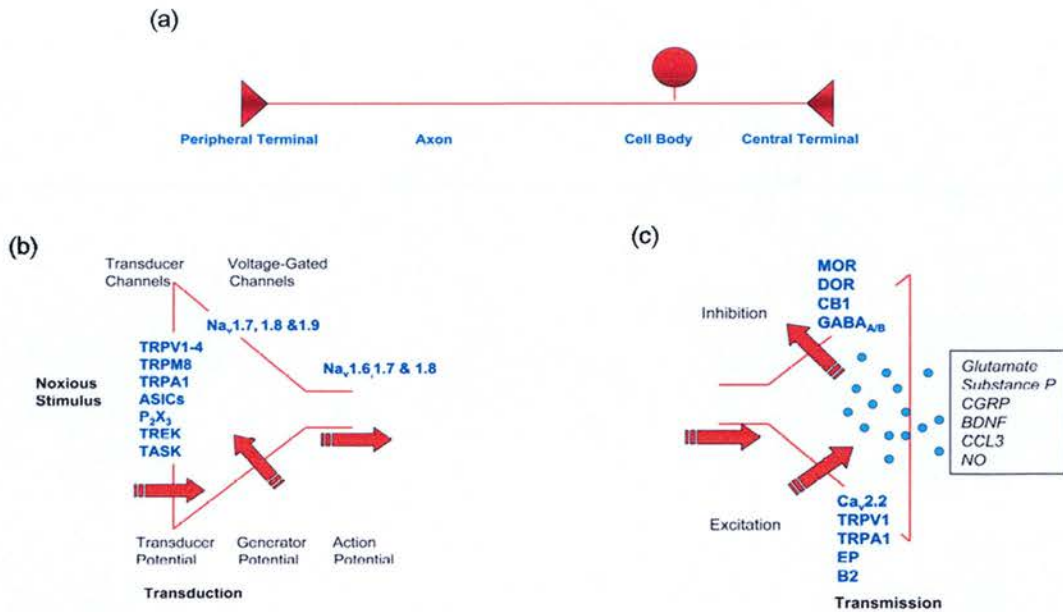 (a)
Peripheral Terminal
Axon
Cell Body
Central Terminal
(b)
Transducer
Channels
Voltage-Gated
Channels
Naᵥ1.7, 1.8 &1.9
TRPV1-4
TRPM8
TRPA1
ASICs
P₂X₃
TREK
TASK
Noxious
Stimulus
Naᵥ1.6,1.7 & 1.8
Transducer
Potential
Generator
Potential
Action
Potential
Transduction
(c)
MOR
DOR
CB1
GABA_A/B
Inhibition
Glutamate
Substance P
CGRP
BDNF
CCL3
NO
Excitation
Caᵥ2.2
TRPV1
TRPA1
EP
B2
Transmission